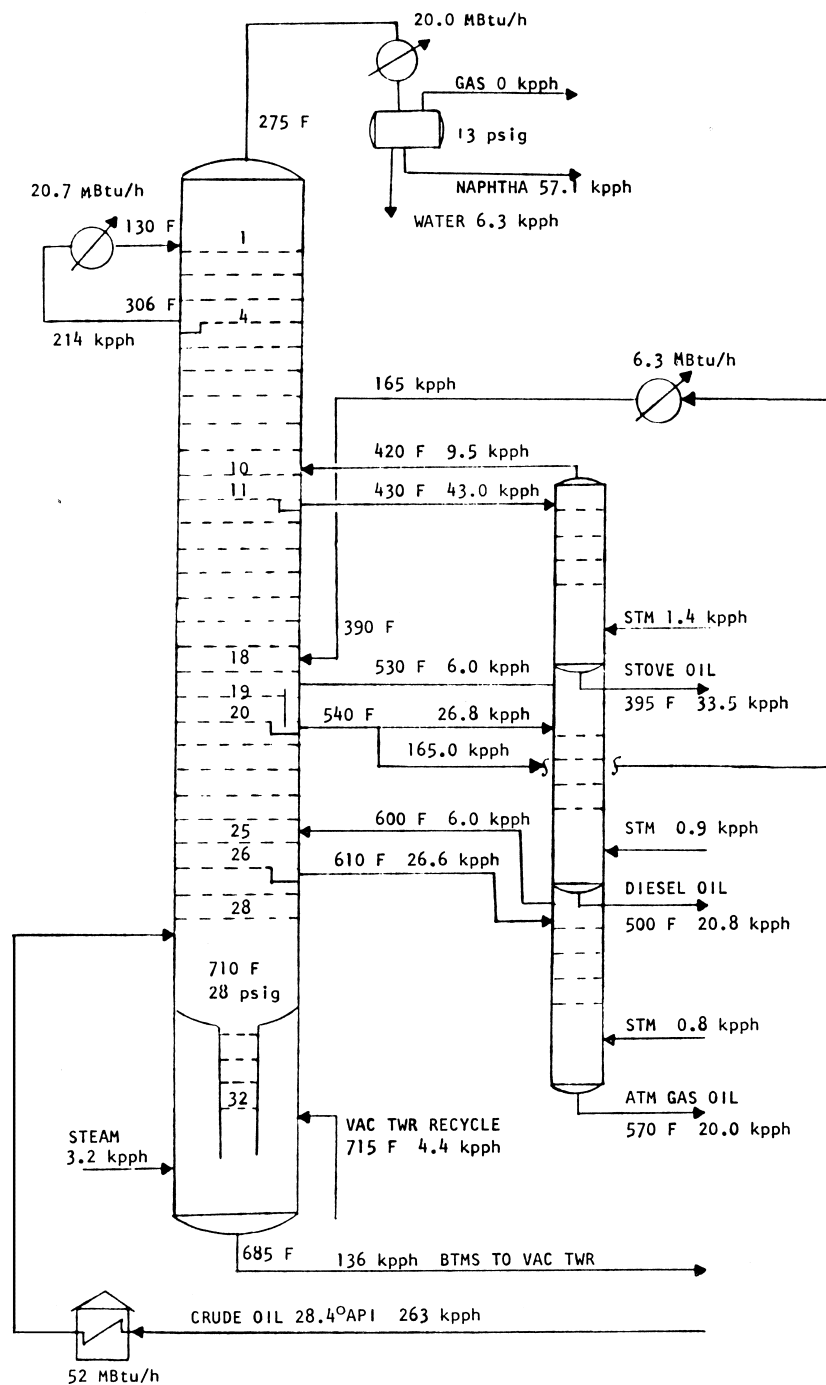 20.0 MBtu/h
GAS 0 kpph
275 F
13 psig
NAPHTHA 57.1 kpph
20.7 MBtu/h
WATER 6.3 kpph
130 F
1
306 F
4
214 kpph
6.3 MBtu/h
165 kpph
420 F 9.5 kpph
10
11
430 F 43.0 kpph
STM 1.4 kpph
390 F
18
530 F 6.0 kpph
STOVE OIL
19
395 F 33.5 kpph
20
540 F
26.8 kpph
165.0 kpph
600 F 6.0 kpph
25
STM 0.9 kpph
26
610 F 26.6 kpph
DIESEL OIL
28
500 F 20.8 kpph
710 F
28 psig
STM 0.8 kpph
32
ATM GAS OIL
VAC TWR RECYCLE
570 F 20.0 kpph
STEAM
715 F 4.4 kpph
3.2 kpph
685 F
136 kpph BTMS TO VAC TWR
CRUDE OIL 28.4°API 263 kpph
52 MBtu/h